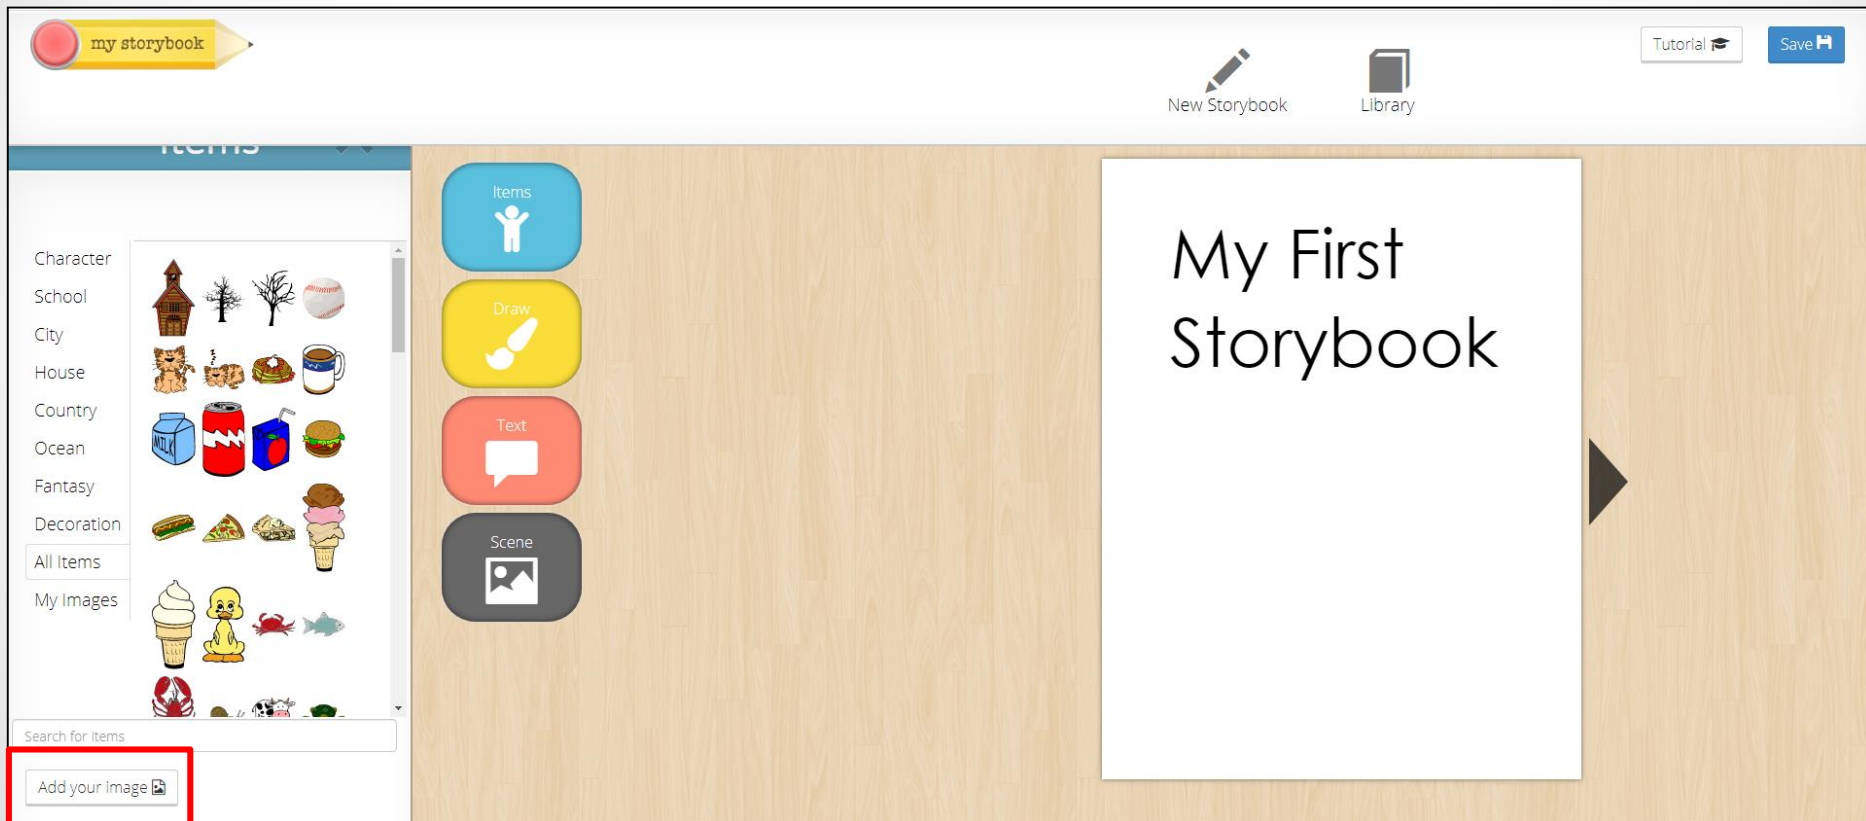 my storybook
New Storybook
Library
Tutorial
Save
Items
Character
School
City
House
Country
Ocean
Fantasy
Decoration
All Items
My Images
MILK
Search for Items
Add your image
Items
Draw
Text
Scene
My First
Storybook